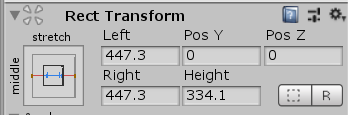 Rect Transform
stretch
Left Pos Y Pos Z
middle
447.3 0 0
Right Height
447.3 334.1 R